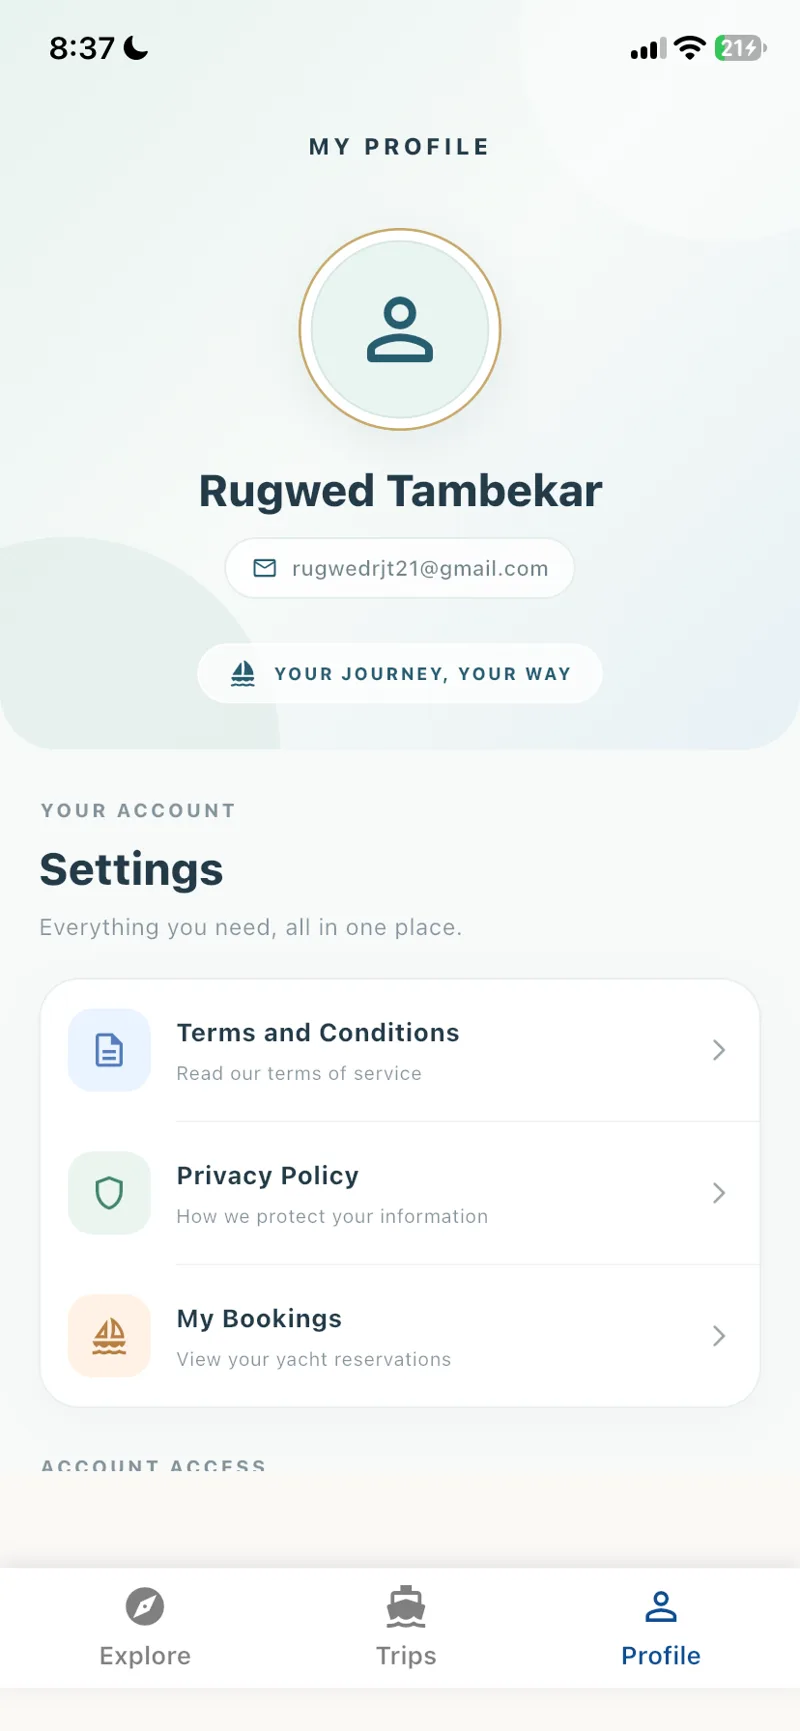 8:37
21
MY PROFILE
Rugwed Tambekar
rugwedrjt21@gmail.com
YOUR JOURNEY, YOUR WAY
YOUR ACCOUNT
Settings
Everything you need, all in one place.
Terms and Conditions
Read our terms of service
Privacy Policy
How we protect your information
My Bookings
View your yacht reservations
ACCOUNT ACCESS
Explore
Trips
Profile